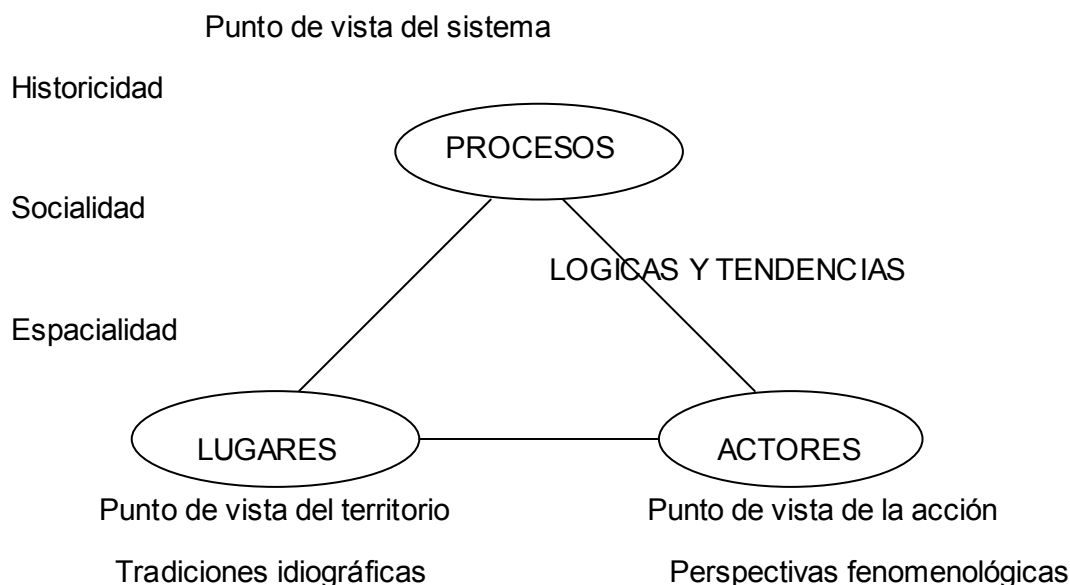 Punto de vista del sistema
Historicidad
PROCESOS
Socialidad
LOGICAS Y TENDENCIAS
Espacialidad
LUGARES
ACTORES
Punto de vista del territorio
Punto de vista de la acción
Tradiciones idiográficas
Perspectivas fenomenológicas